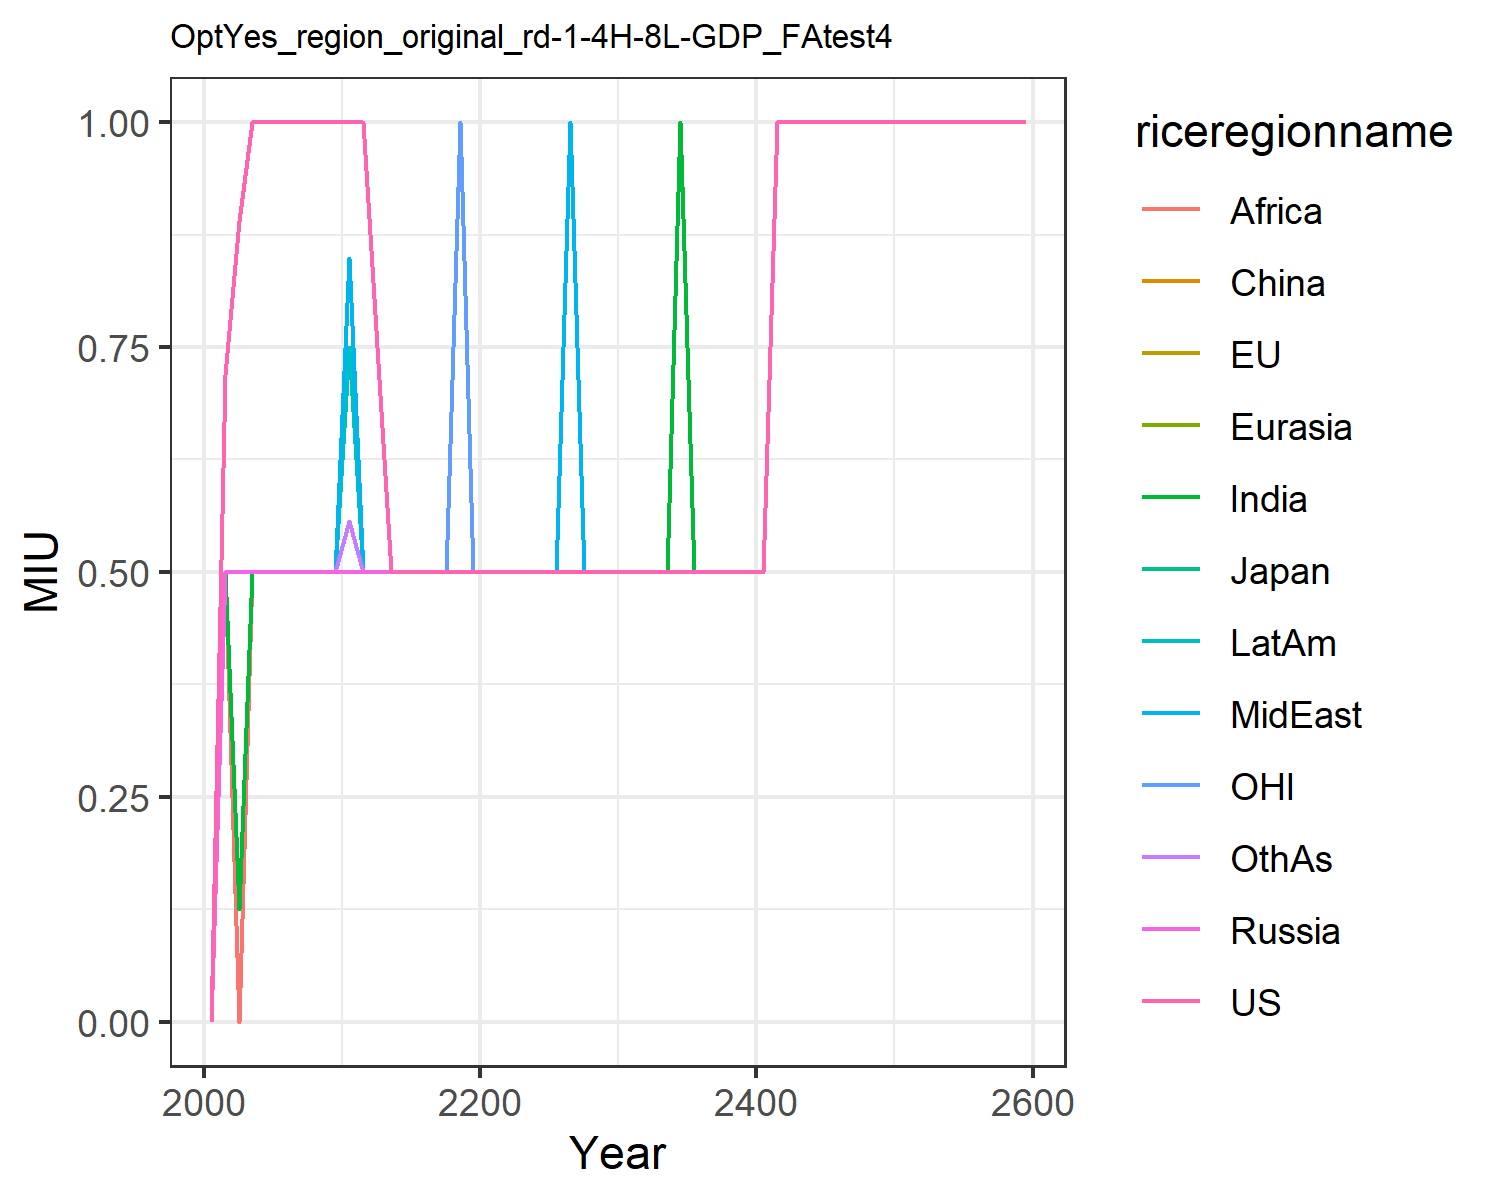 OptYes_region_original_rd-1-4H-8L-GDP_FAtest4
1.00
0.75
0.50
0.25
0.00
MIU
2000 2200 2400 2600
Year
riceregionname
Africa
China
EU
Eurasia
India
Japan
LatAm
MidEast
OHI
OthAs
Russia
US